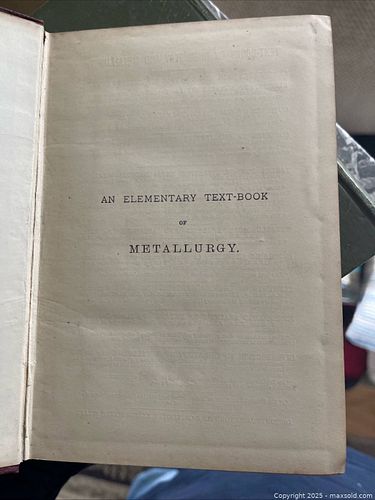 AN ELEMENTARY TEXT-BOOK
OF
METALLURGY.
Copyright 2025 - maxsold.com